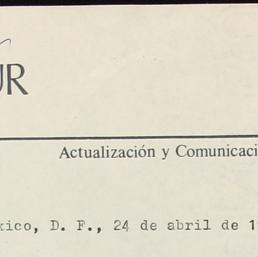 UR
Actualización y Comunicaci
xico, D. F., 24 de abril de 1